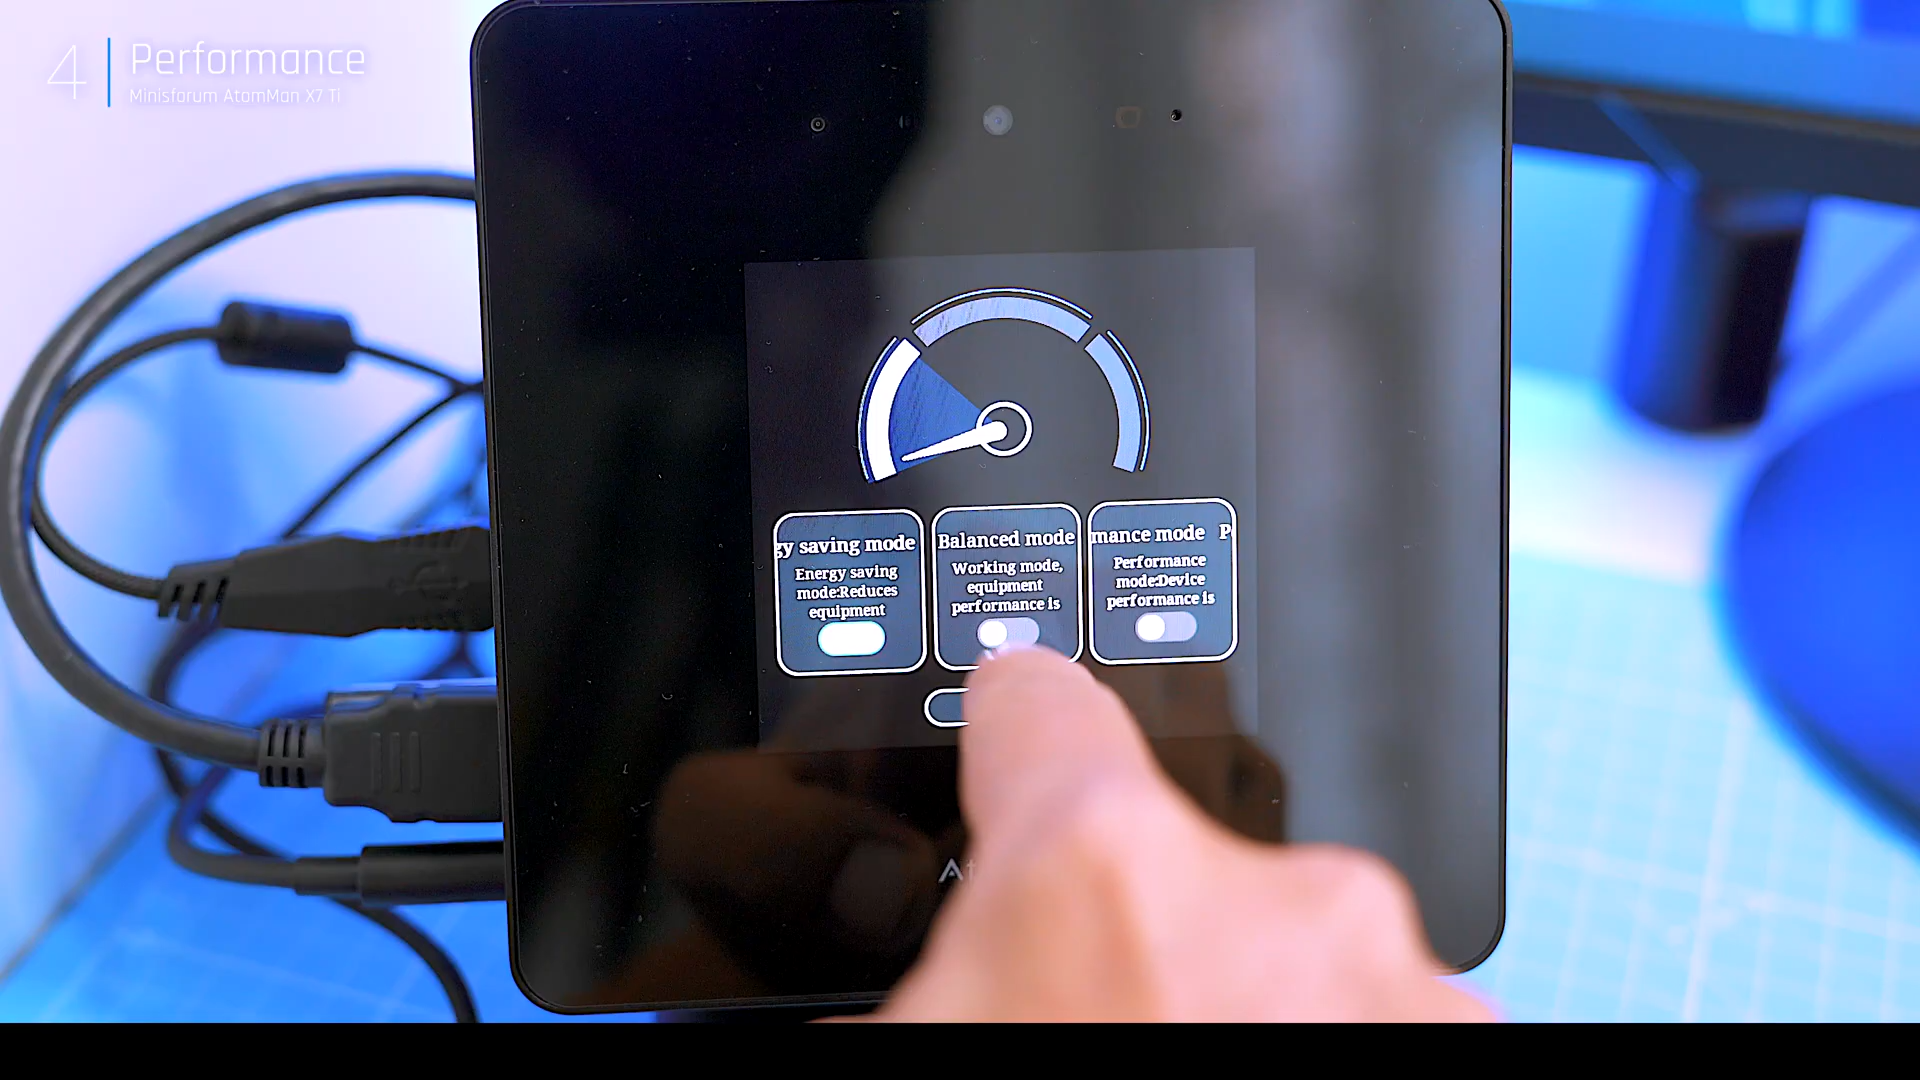 4
Performance
Minisforum AtomMan X7 Ti
gy saving mode
Energy saving
mode:Reduces
equipment
Balanced mode
Working mode,
equipment
performance is
mance mode P
Performance
mode:Device
performance is
At